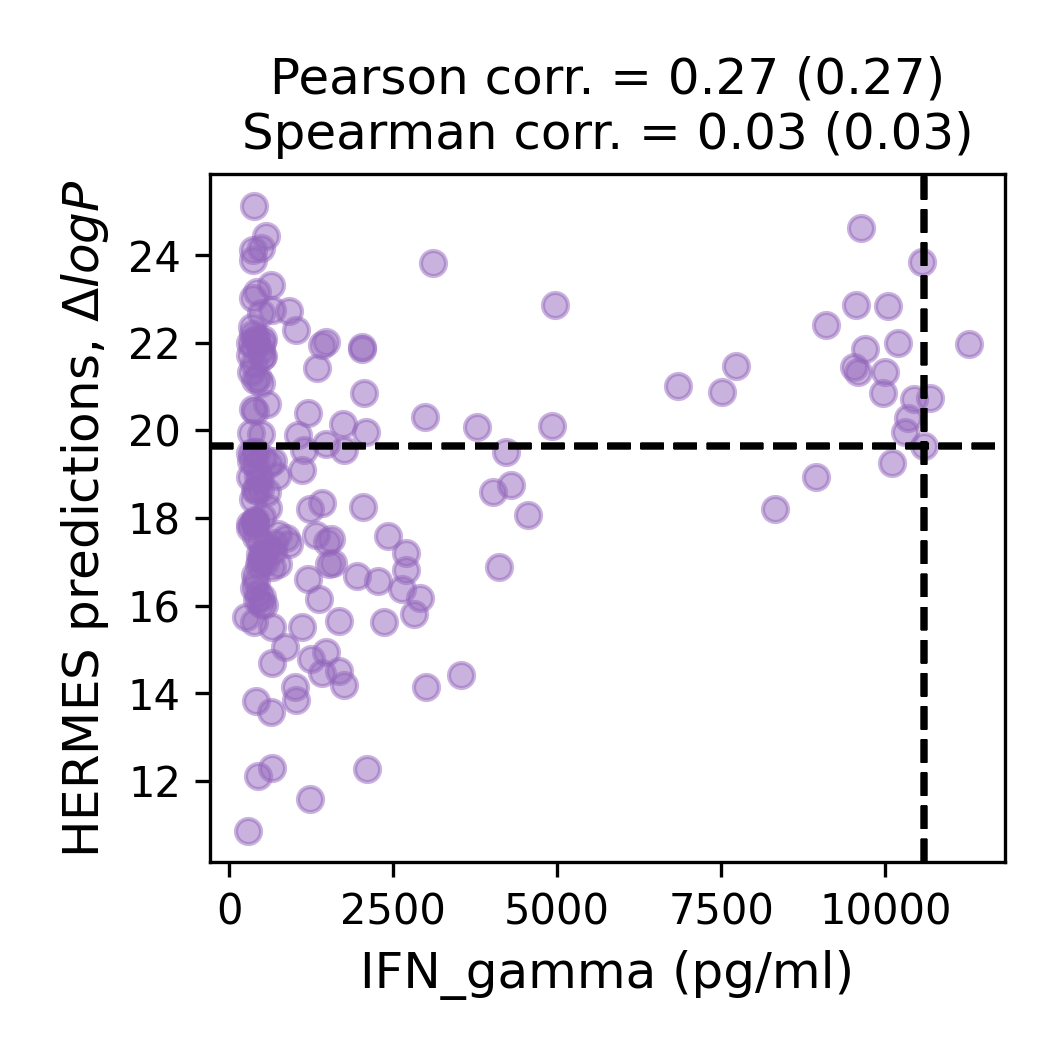 Pearson corr. = 0.27 (0.27)
Spearman corr. = 0.03 (0.03)
HERMES predictions, ΔlogP
24
22
20
18
16
14
12
0 2500 5000 7500 10000
IFN_gamma (pg/ml)